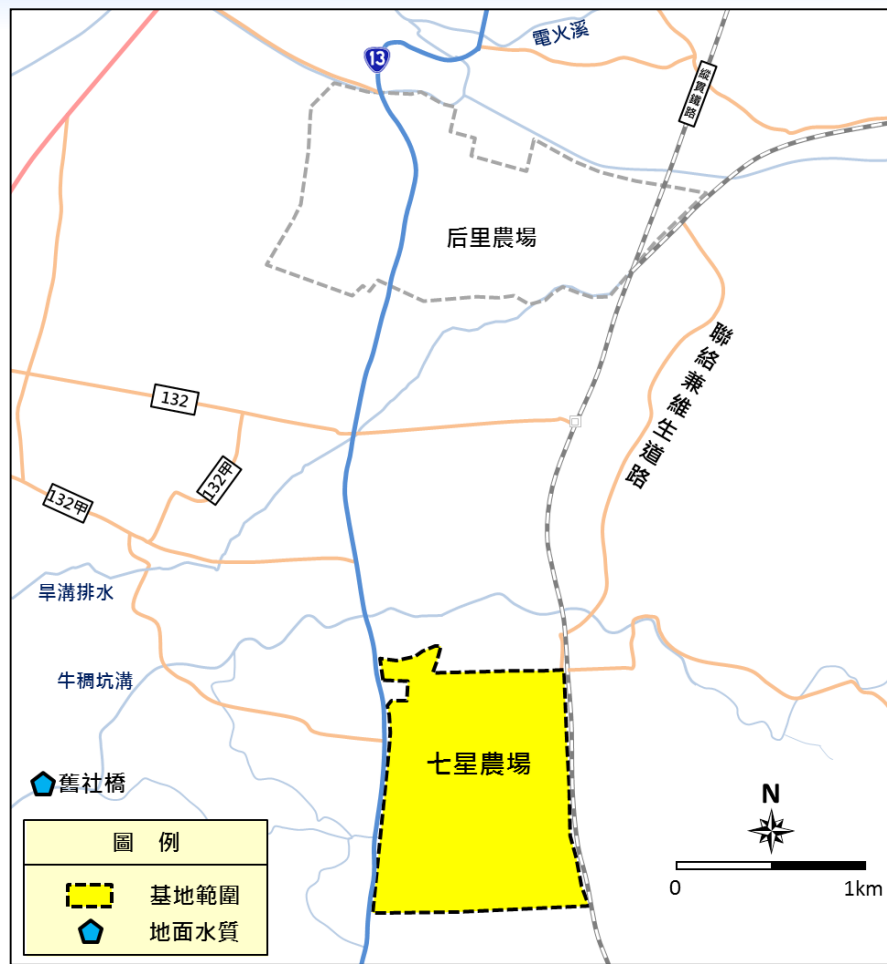 電火溪
13
縱貫鐵路
后里農場
聯絡兼維生道路
132
132甲
132甲
旱溝排水
牛稠坑溝
七星農場
舊社橋
N
0
1km
圖 例
基地範圍
地面水質